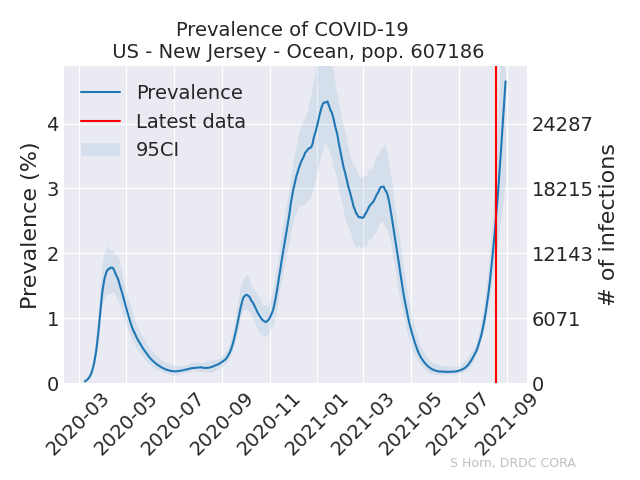 Prevalence of COVID-19
US - New Jersey - Ocean, pop. 607186
Prevalence
Latest data
95CI
Prevalence (%)
4
3
2
1
0
24287
18215
12143
6071
0
# of infections
2020-03
2020-05
2020-07
2020-09
2020-11
2021-01
2021-03
2021-05
2021-07
2021-09
S Horn, DRDC CORA